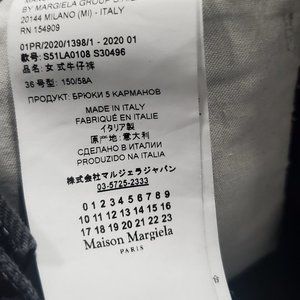 BY MARGIELA GROUP
20144 MILANO (MI) - ITALY
RN 154909
01PR/2020/1398/1 - 2020 01
款号: S51LA0108 S30496
品名: 女式牛仔裤
36 号型: 150/58A
ПРОДУКТ: БРЮКИ 5 КАРМАНОВ
MADE IN ITALY
FABRIQUÉ EN ITALIE
イタリア製
原产地: 意大利
СДЕЛАНО В ИТАЛИИ
PRODUZIDO NA ITALIA
株式会社マルジェラジャパン
03-5725-2333
0 1 2 3 4 5 6 7 8 9
10 11 12 13 14 15 16
17 18 19 20 21 22 23
Maison Margiela
PARIS